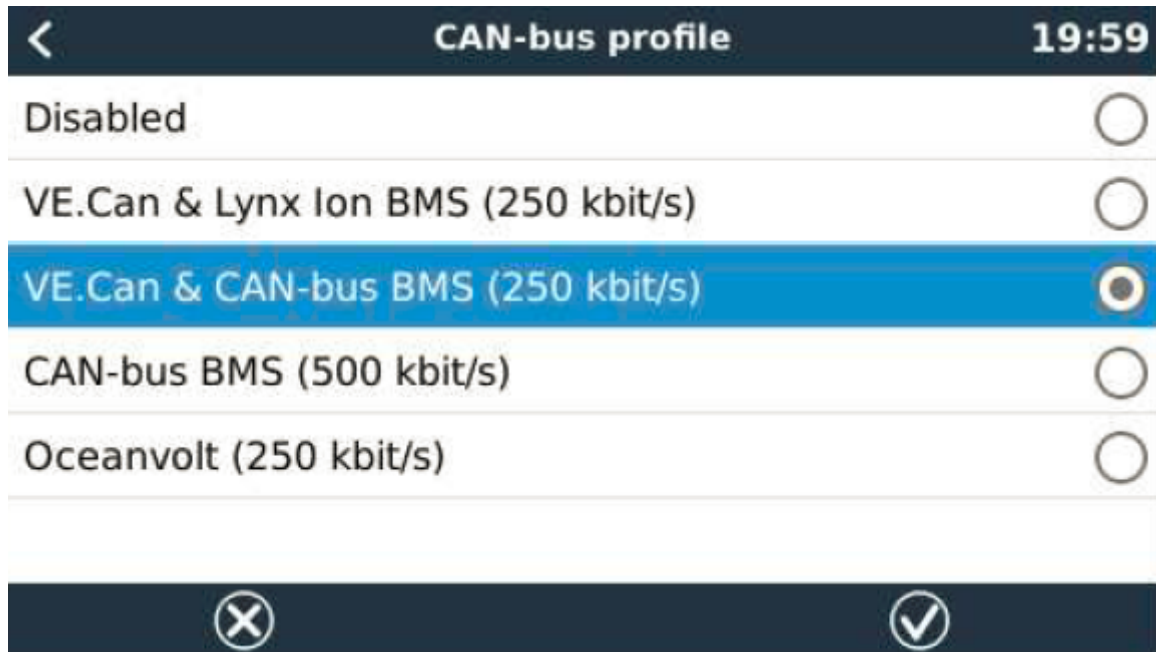 CAN-bus profile 19:59
Disabled
VE.Can & Lynx Ion BMS (250 kbit/s)
VE.Can & CAN-bus BMS (250 kbit/s)
CAN-bus BMS (500 kbit/s)
Oceanvolt (250 kbit/s)